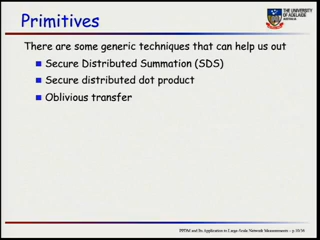 Primitives
THE UNIVERSITY
OF ADELAIDE
AUSTRALIA
There are some generic techniques that can help us out
Secure Distributed Summation (SDS)
Secure distributed dot product
Oblivious transfer
PPDM and Its Application to Large-Scale Network Measurements – p.10/36